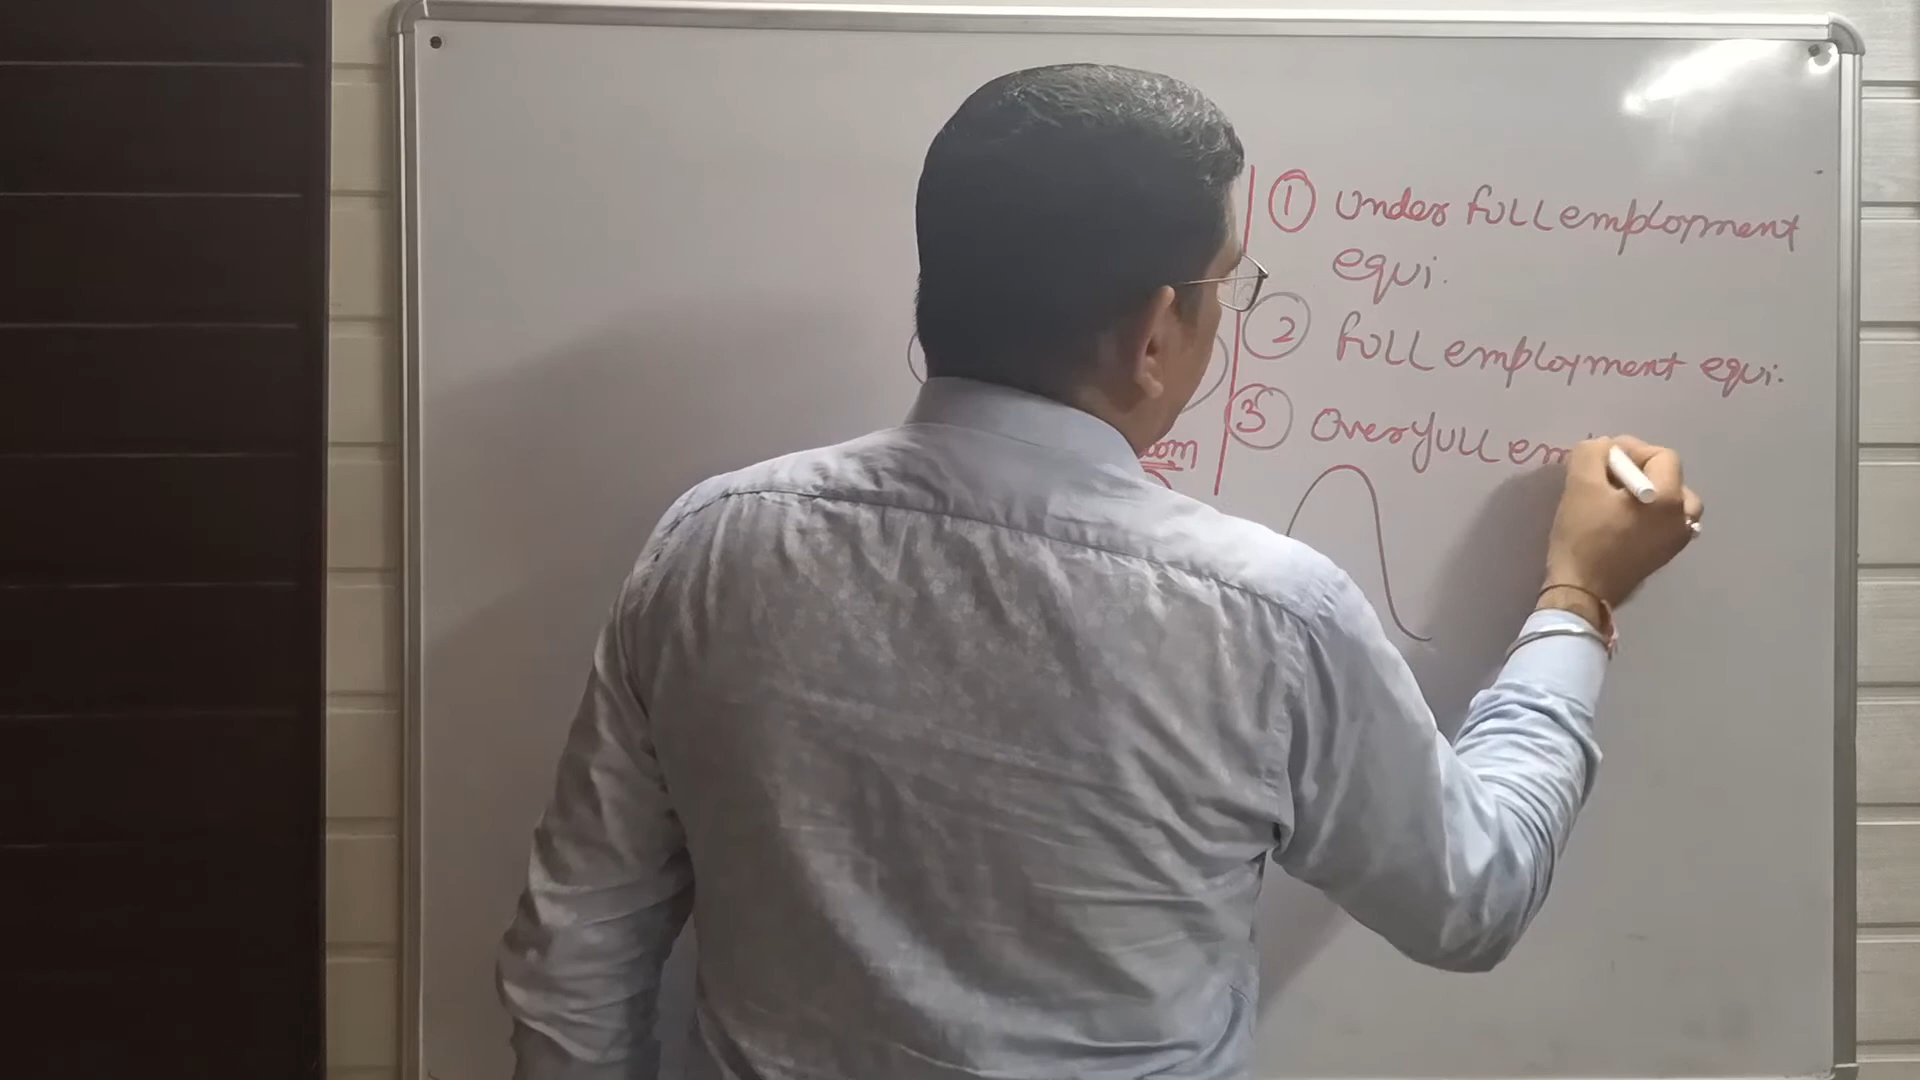 ① Under full employment
equi.
② full employment equi.
③ Over full em